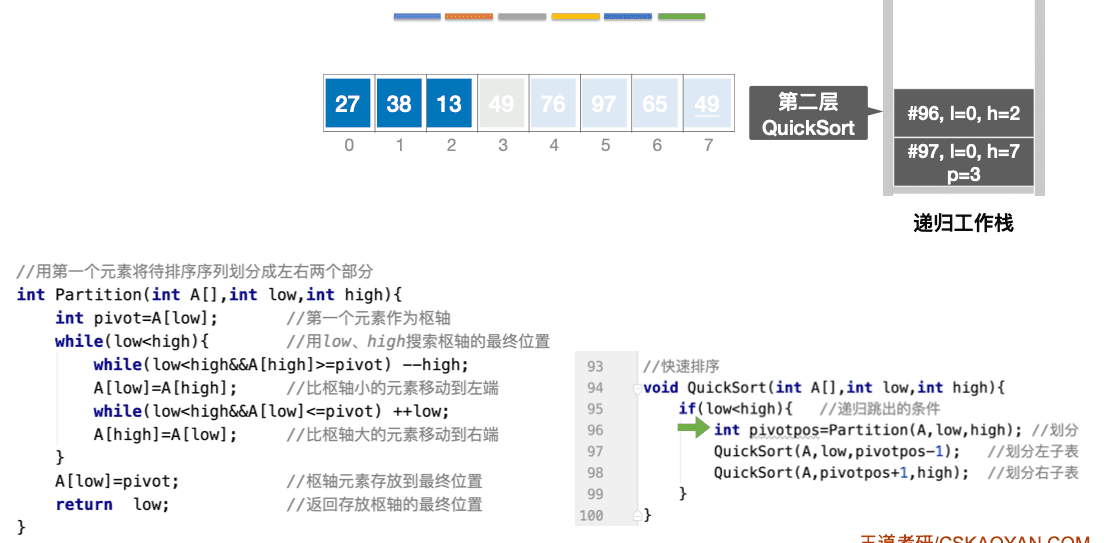 27 38 13 49 76 97 65 49
0 1 2 3 4 5 6 7
第二层
QuickSort
#96, l=0, h=2
#97, l=0, h=7
p=3
递归工作栈
//用第一个元素将待排序序列划分成左右两个部分
int Partition(int A[],int low,int high){
int pivot=A[low]; //第一个元素作为枢轴
while(low<high){ //用low、high搜索枢轴的最终位置
while(low<high&&A[high]>=pivot) --high;
A[low]=A[high]; //比枢轴小的元素移动到左端
while(low<high&&A[low]<=pivot) ++low;
A[high]=A[low]; //比枢轴大的元素移动到右端
}
A[low]=pivot; //枢轴元素存放到最终位置
return low; //返回存放枢轴的最终位置
}
93 //快速排序
94 void QuickSort(int A[],int low,int high){
95 if(low<high){ //递归跳出的条件
96 int pivotpos=Partition(A,low,high); //划分
97 QuickSort(A,low,pivotpos-1); //划分左子表
98 QuickSort(A,pivotpos+1,high); //划分右子表
99 }
100 }
王道考研/CSKAOYAN.COM